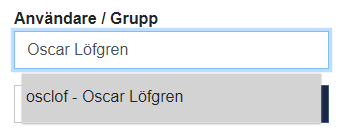 Användare / Grupp
Oscar Löfgren
osclof - Oscar Löfgren